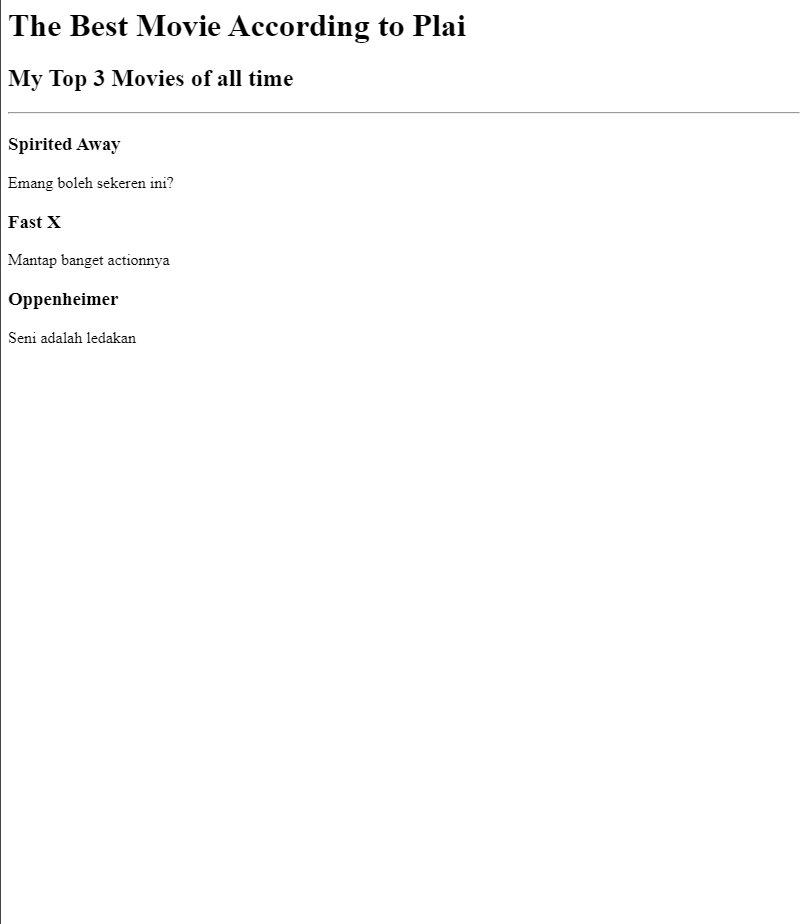 The Best Movie According to Plai
My Top 3 Movies of all time
Spirited Away
Emang boleh sekeren ini?
Fast X
Mantap banget actionnya
Oppenheimer
Seni adalah ledakan